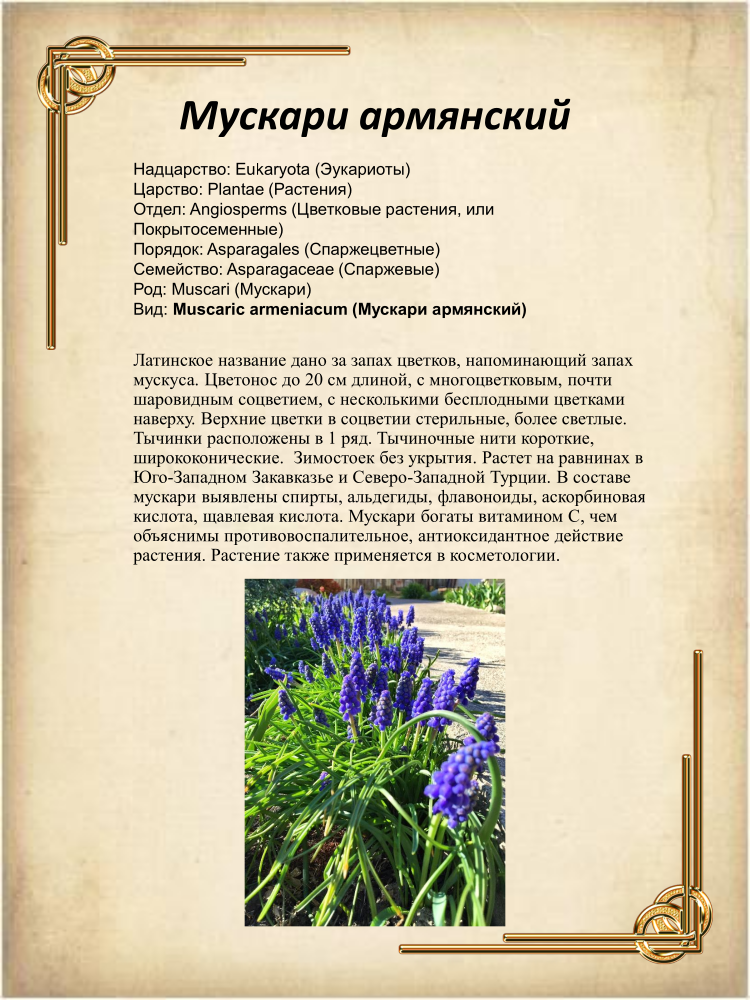 Мускари армянский
Надцарство: Eukaryota (Эукариоты)
Царство: Plantae (Растения)
Отдел: Angiosperms (Цветковые растения, или
Покрытосеменные)
Порядок: Asparagales (Спаржецветные)
Семейство: Asparagaceae (Спаржевые)
Род: Muscari (Мускари)
Вид: Muscaric armeniacum (Мускари армянский)
Латинское название дано за запах цветков, напоминающий запах
мускуса. Цветонос до 20 см длиной, с многоцветковым, почти
шаровидным соцветием, с несколькими бесплодными цветками
наверху. Верхние цветки в соцветии стерильные, более светлые.
Тычинки расположены в 1 ряд. Тычиночные нити короткие,
ширококонические.  Зимостоек без укрытия. Растет на равнинах в
Юго-Западном Закавказье и Северо-Западной Турции. В составе
мускари выявлены спирты, альдегиды, флавоноиды, аскорбиновая
кислота, щавлевая кислота. Мускари богаты витамином С, чем
объяснимы противовоспалительное, антиоксидантное действие
растения. Растение также применяется в косметологии.